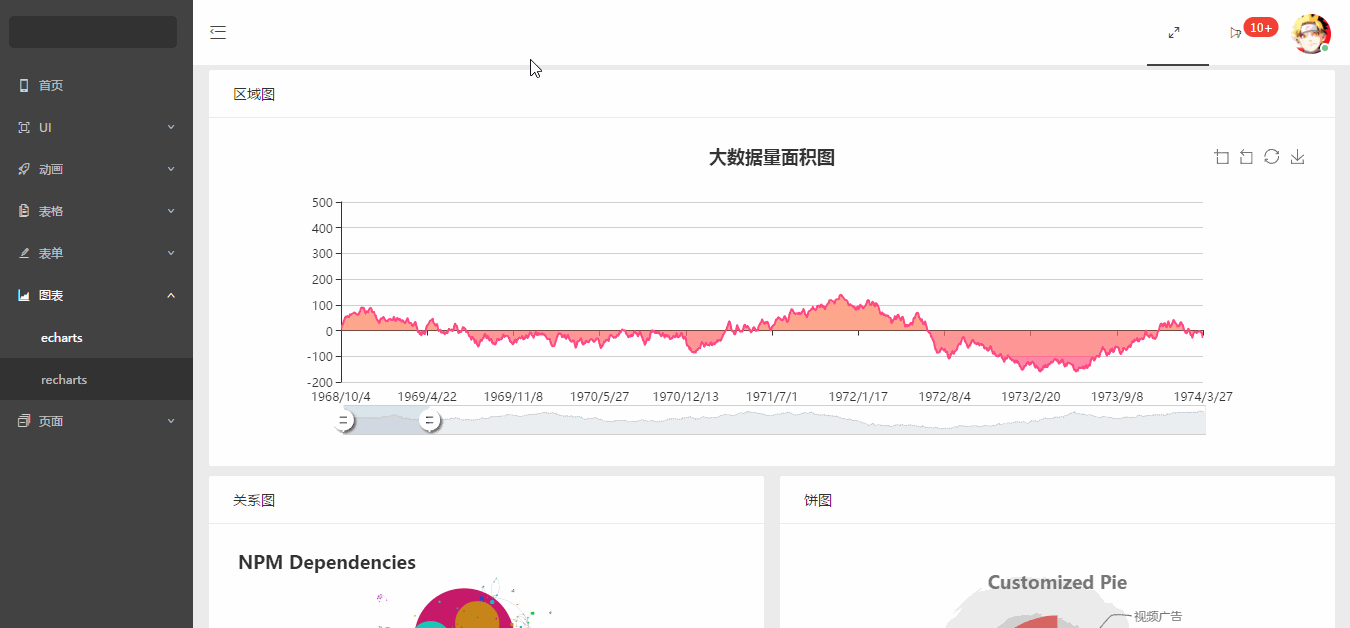 首页
UI
动画
表格
表单
图表
echarts
recharts
页面
10+
区域图
大数据量面积图
500
400
300
200
100
0
-100
-200
1968/10/4 1969/4/22 1969/11/8 1970/5/27 1970/12/13 1971/7/1 1972/1/17 1972/8/4 1973/2/20 1973/9/8 1974/3/27
关系图
NPM Dependencies
饼图
Customized Pie
视频广告